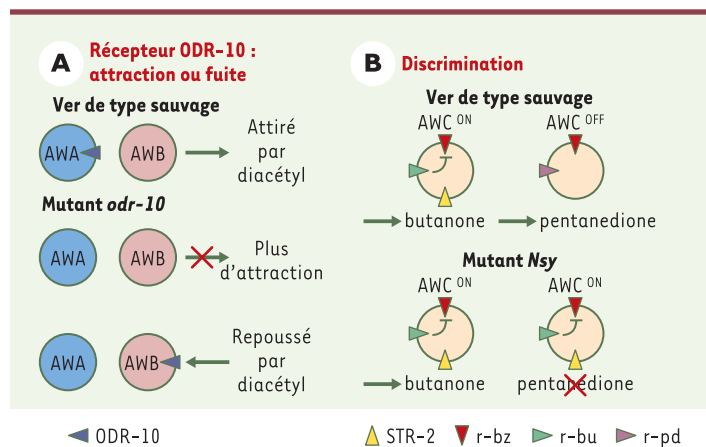 A
Récepteur ODR-10 :
attraction ou fuite
Ver de type sauvage
AWA
AWB
Attiré
par
diacétyl
Mutant odr-10
AWA
AWB
Plus
d'attraction
AWA
AWB
Repoussé
par
diacétyl
ODR-10
B
Discrimination
Ver de type sauvage
AWC ON
AWC OFF
butanone
pentanedione
Mutant Nsy
AWC ON
AWC ON
butanone
pentanedione
STR-2
r-bz
r-bu
r-pd